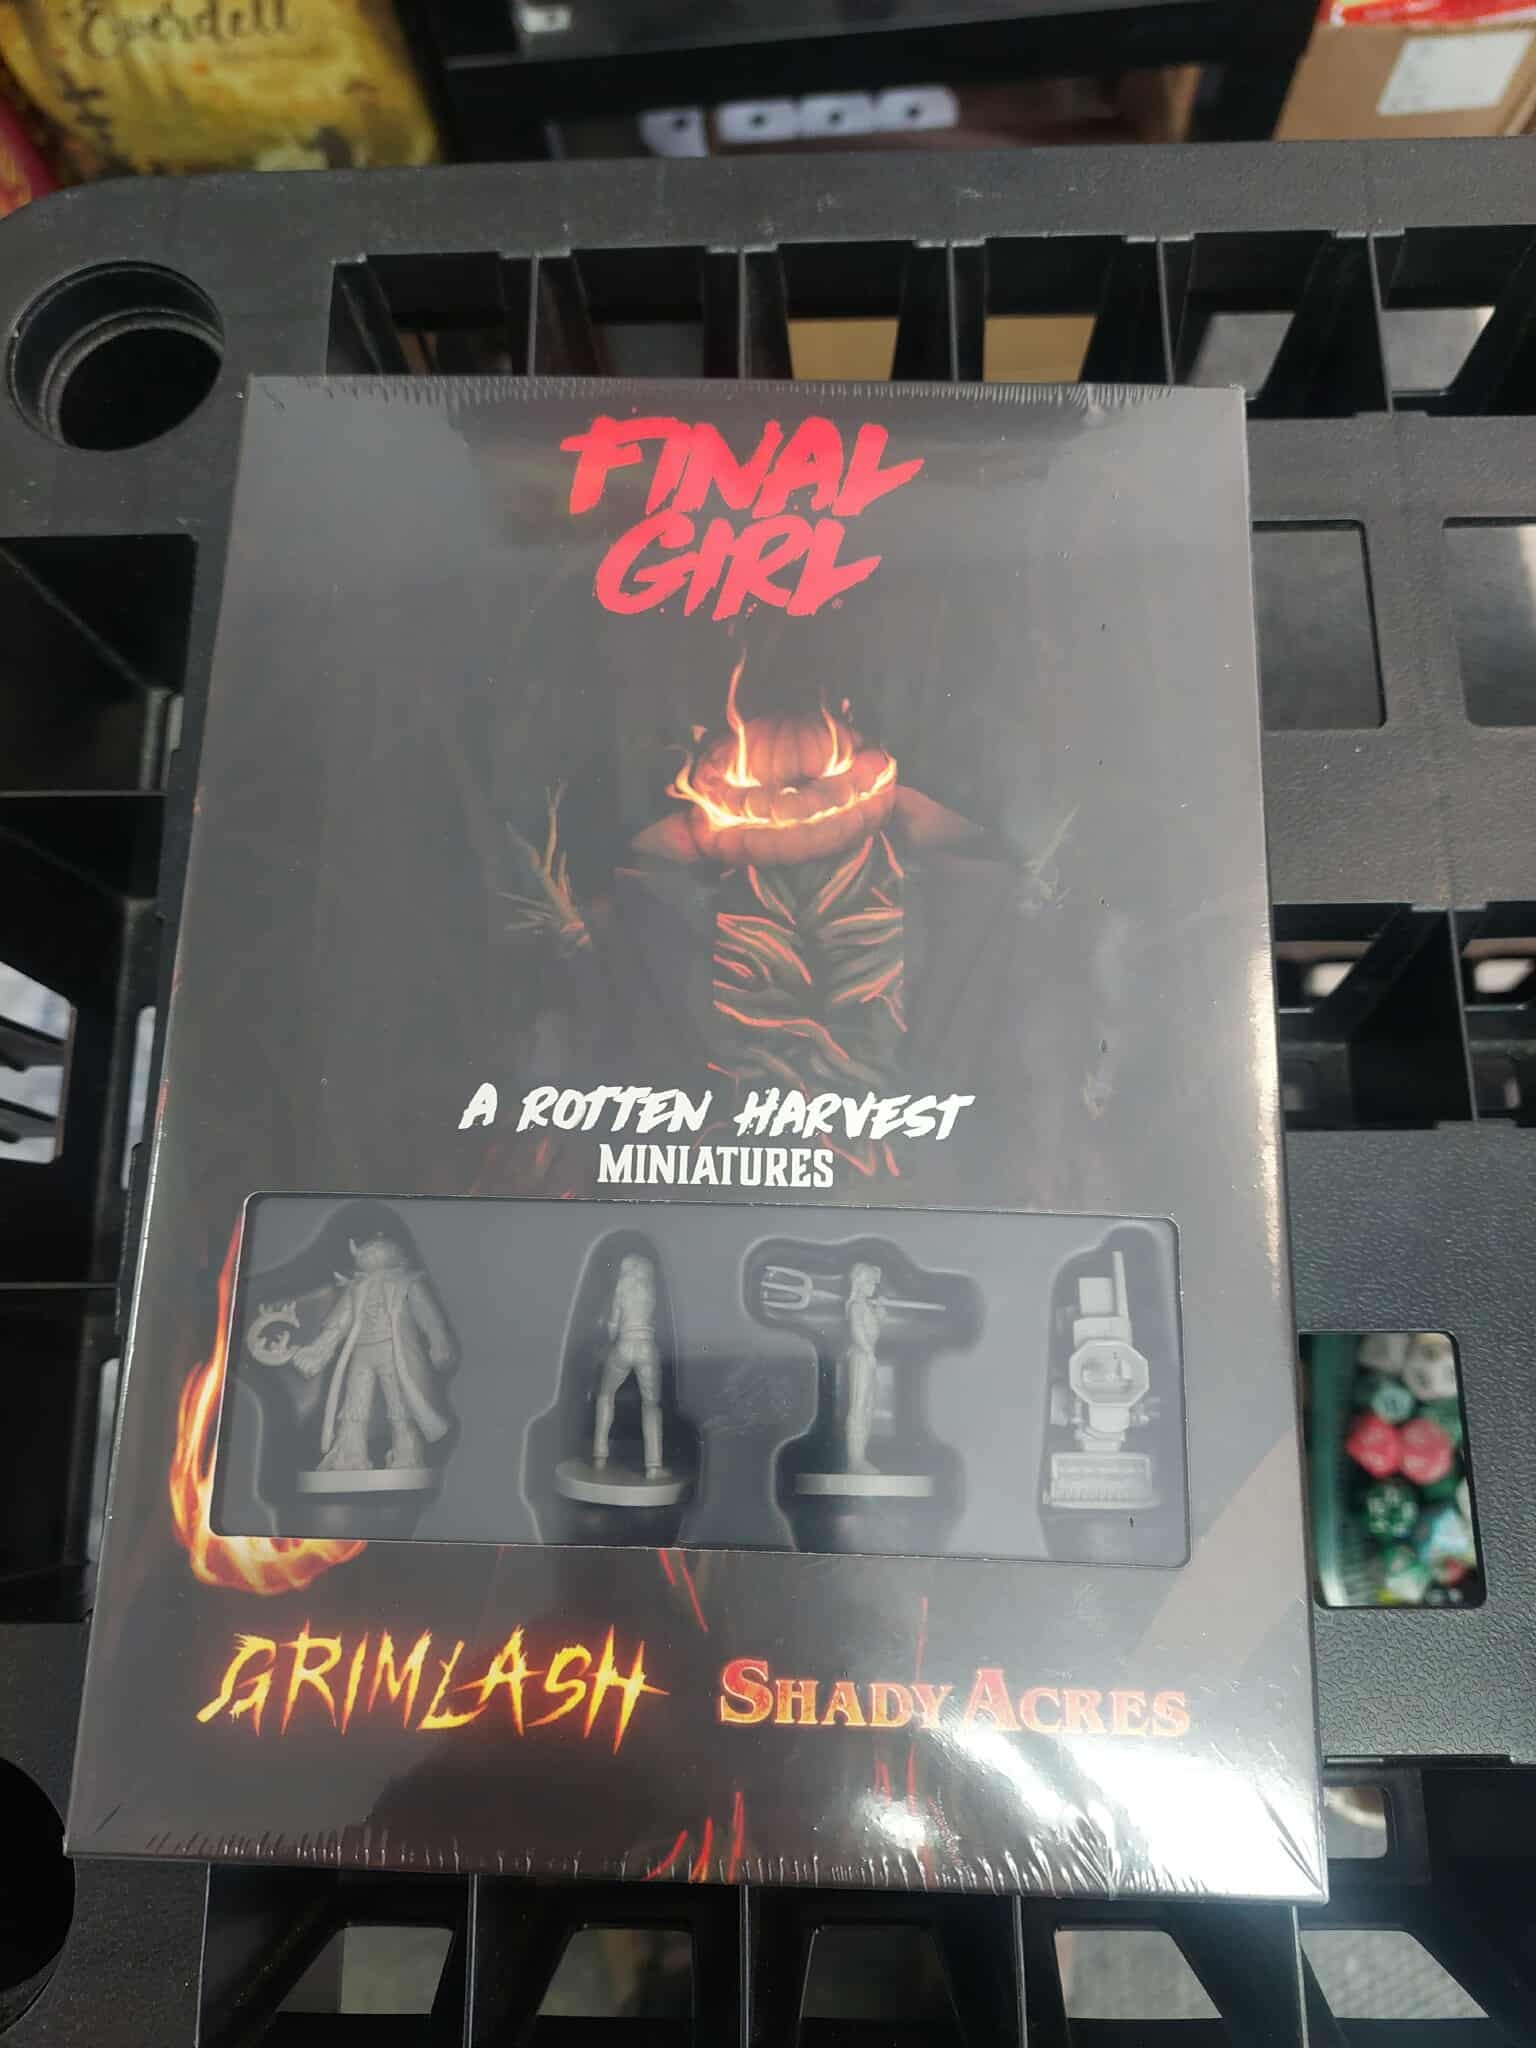 Everdell
FINAL
GIRL®
A ROTTEN HARVEST
MINIATURES
GRIMLASH
SHADY ACRES